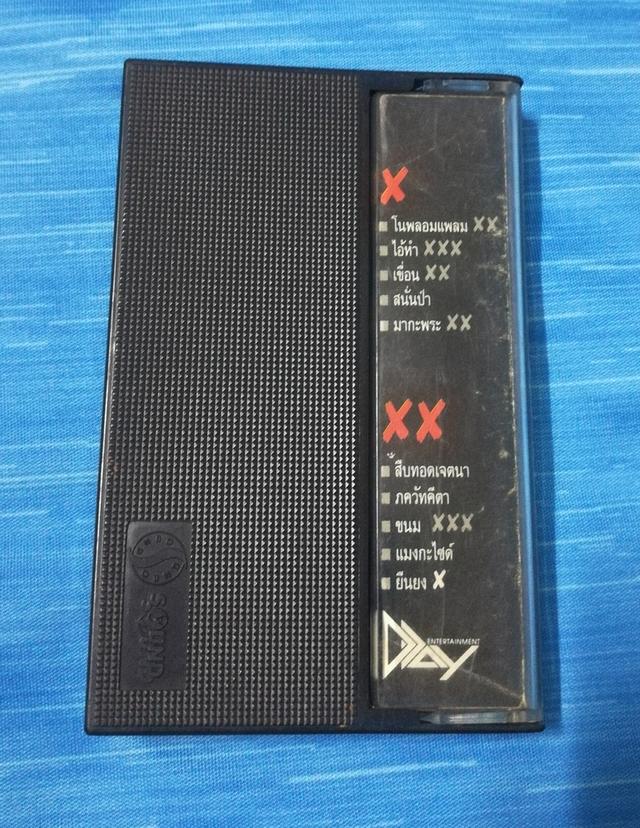 X
โนพลอมแพลม XX
ไอ้หำ XXX
เขื่อน XX
สนั่นป่า
มากะพระ XX
XX
สืบทอดเจตนา
ภควัทคีตา
ขนม XXX
แมงกะไซด์
ยืนยง X
D-Day
ENTERTAINMENT